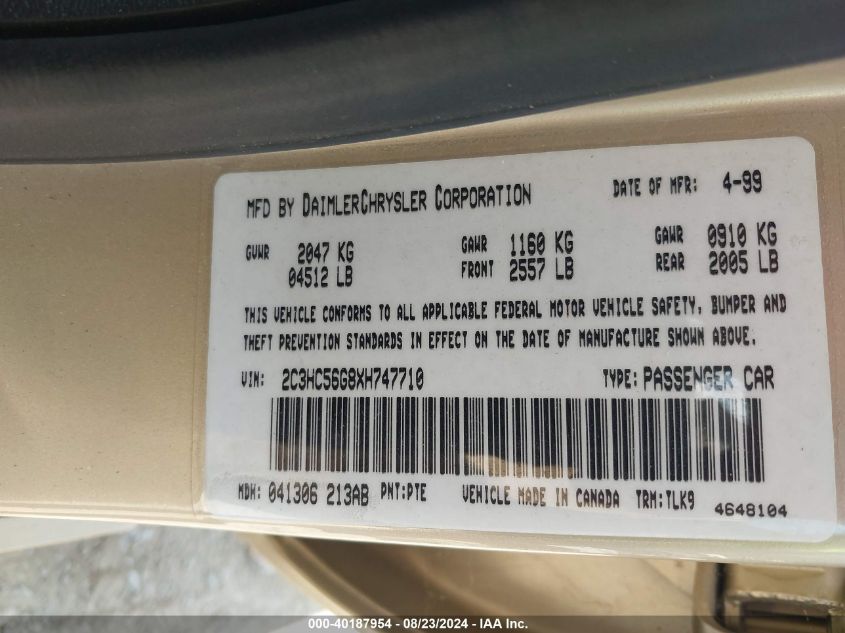 MFD BY DAIMLERCHRYSLER CORPORATION DATE OF MFR: 4-99
GVWR 2047 KG GAWR 1160 KG GAWR 0910 KG
04512 LB FRONT 2557 LB REAR 2005 LB
THIS VEHICLE CONFORMS TO ALL APPLICABLE FEDERAL MOTOR VEHICLE SAFETY, BUMPER AND
THEFT PREVENTION STANDARDS IN EFFECT ON THE DATE OF MANUFACTURE SHOWN ABOVE.
VIN: 2C3HC56G8XH747710 TYPE: PASSENGER CAR
MDH: 041306 213AB PNT:PTE VEHICLE MADE IN CANADA TRM:TLK9 4648104
000-40187954 - 08/23/2024 - IAA Inc.